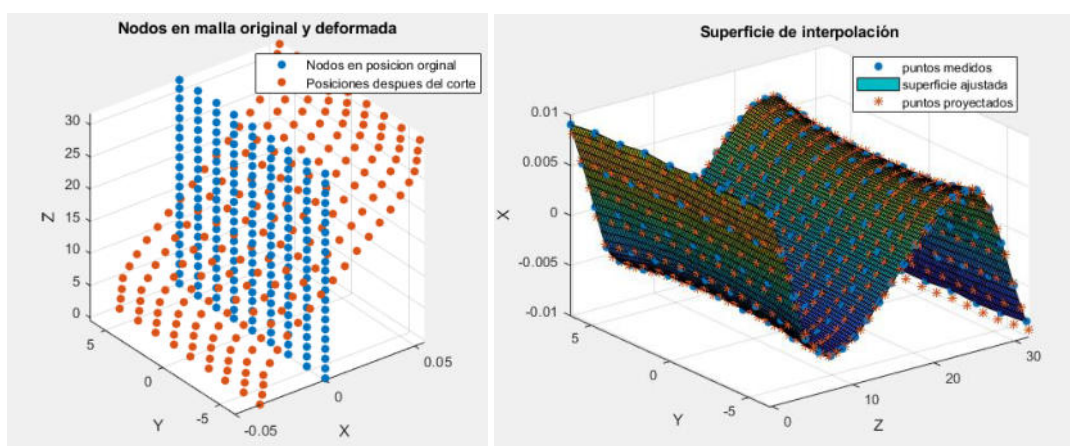 Nodos en malla original y deformada
Nodos en posicion orginal
Posiciones despues del corte
30
25
20
15
10
5
0
Z
5
0
-5
Y
-0.05
0
0.05
X
Superficie de interpolación
puntos medidos
superficie ajustada
puntos proyectados
0.01
0.005
0
-0.005
-0.01
X
5
0
-5
Y
0
10
20
30
Z